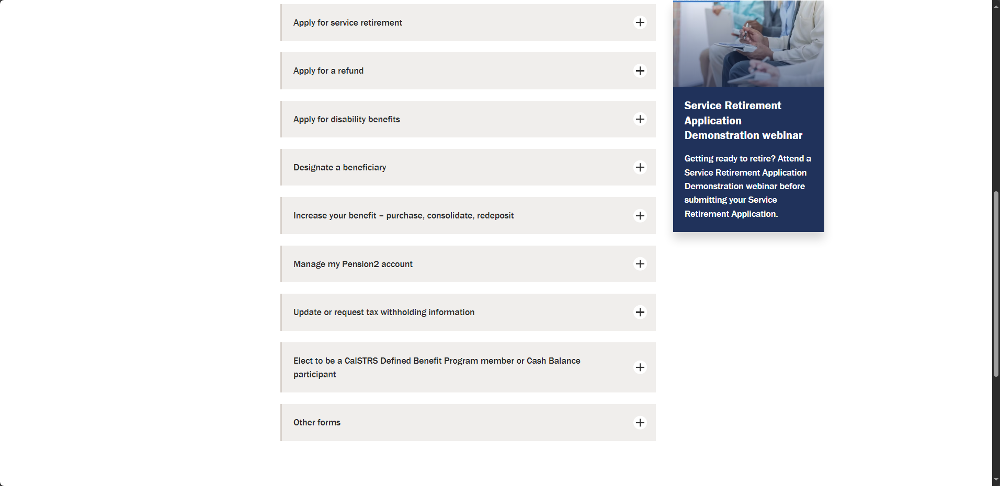 Apply for service retirement
Apply for a refund
Apply for disability benefits
Designate a beneficiary
Increase your benefit – purchase, consolidate, redeposit
Manage my Pension2 account
Update or request tax withholding information
Elect to be a CalSTRS Defined Benefit Program member or Cash Balance
participant
Other forms
Service Retirement
Application
Demonstration webinar
Getting ready to retire? Attend a
Service Retirement Application
Demonstration webinar before
submitting your Service
Retirement Application.